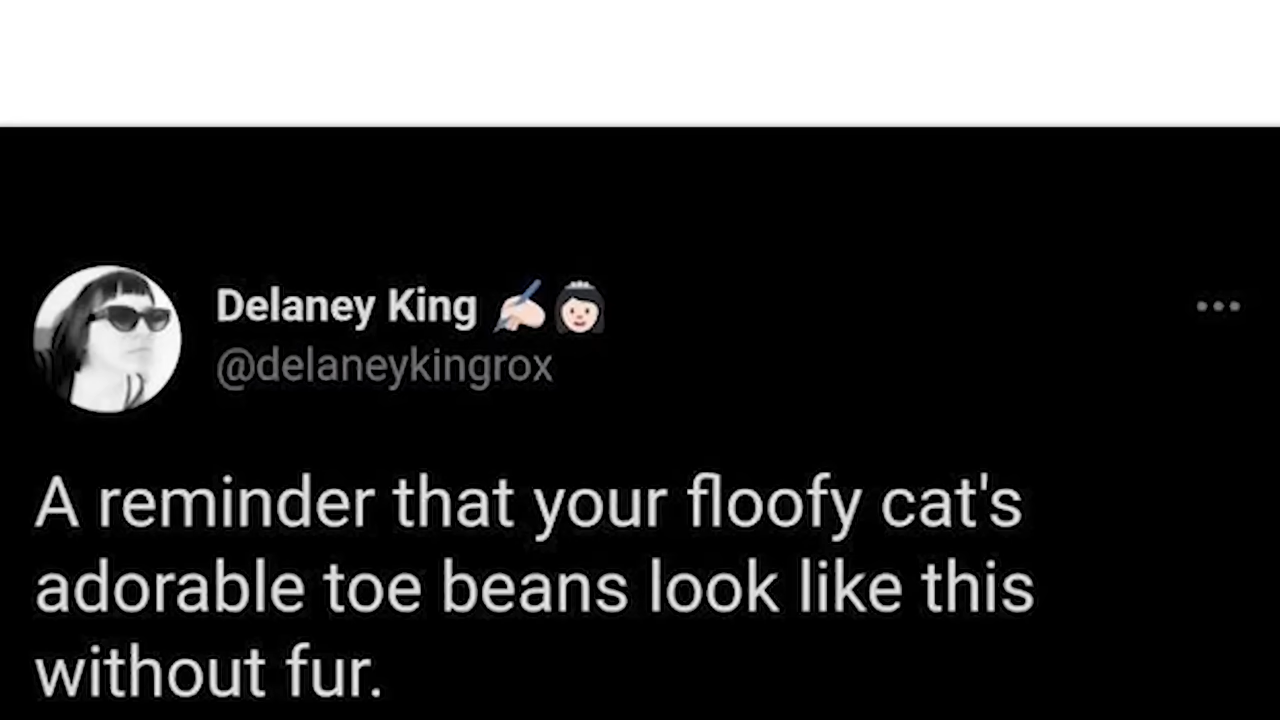 Delaney King ✍🏻👸🏻
@delaneykingrox
A reminder that your floofy cat's
adorable toe beans look like this
without fur.